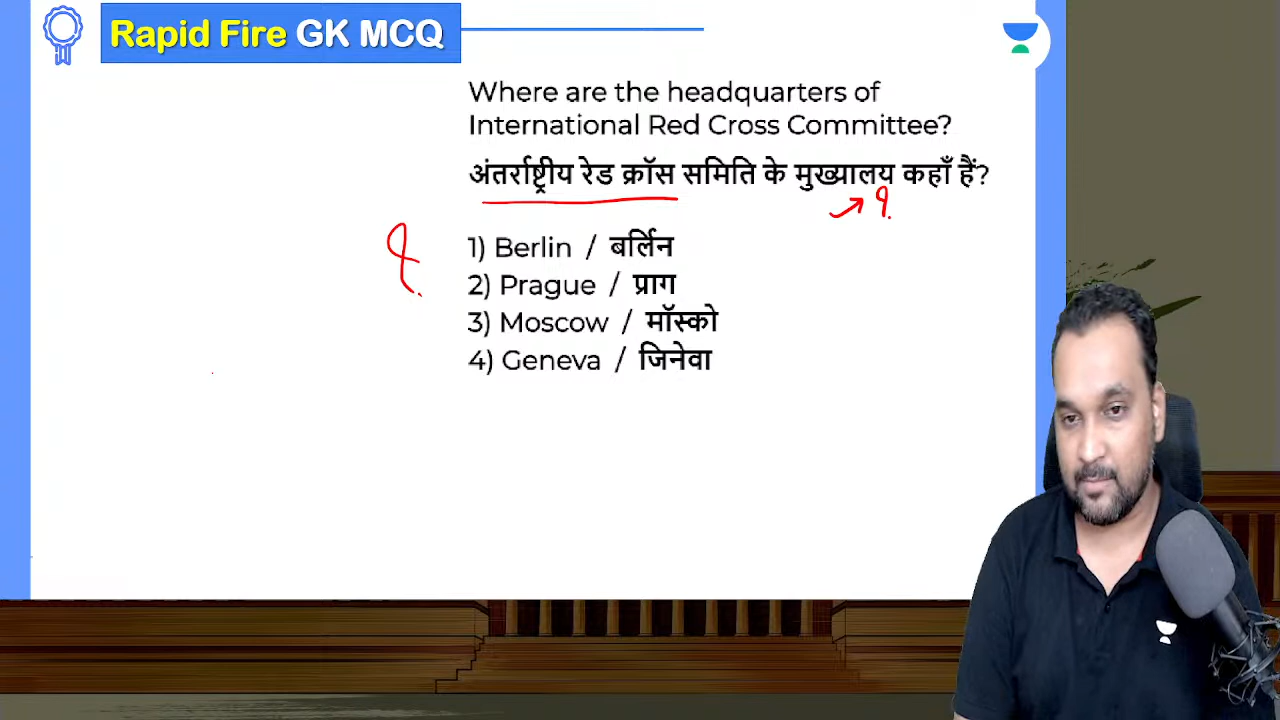 Rapid Fire GK MCQ
Where are the headquarters of
International Red Cross Committee?
अंतर्राष्ट्रीय रेड क्रॉस समिति के मुख्यालय कहाँ हैं?
?
?
1) Berlin / बर्लिन
2) Prague / प्राग
3) Moscow / मॉस्को
4) Geneva / जिनेवा